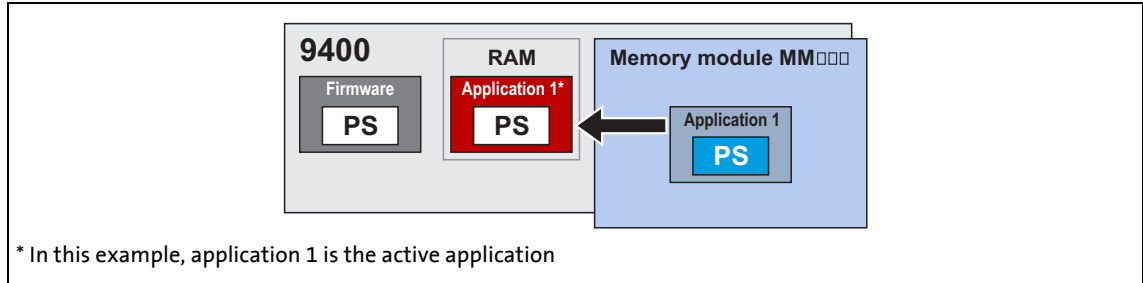 9400
RAM
Memory module MM□□□
Firmware
Application 1*
Application 1
PS
PS
PS
* In this example, application 1 is the active application